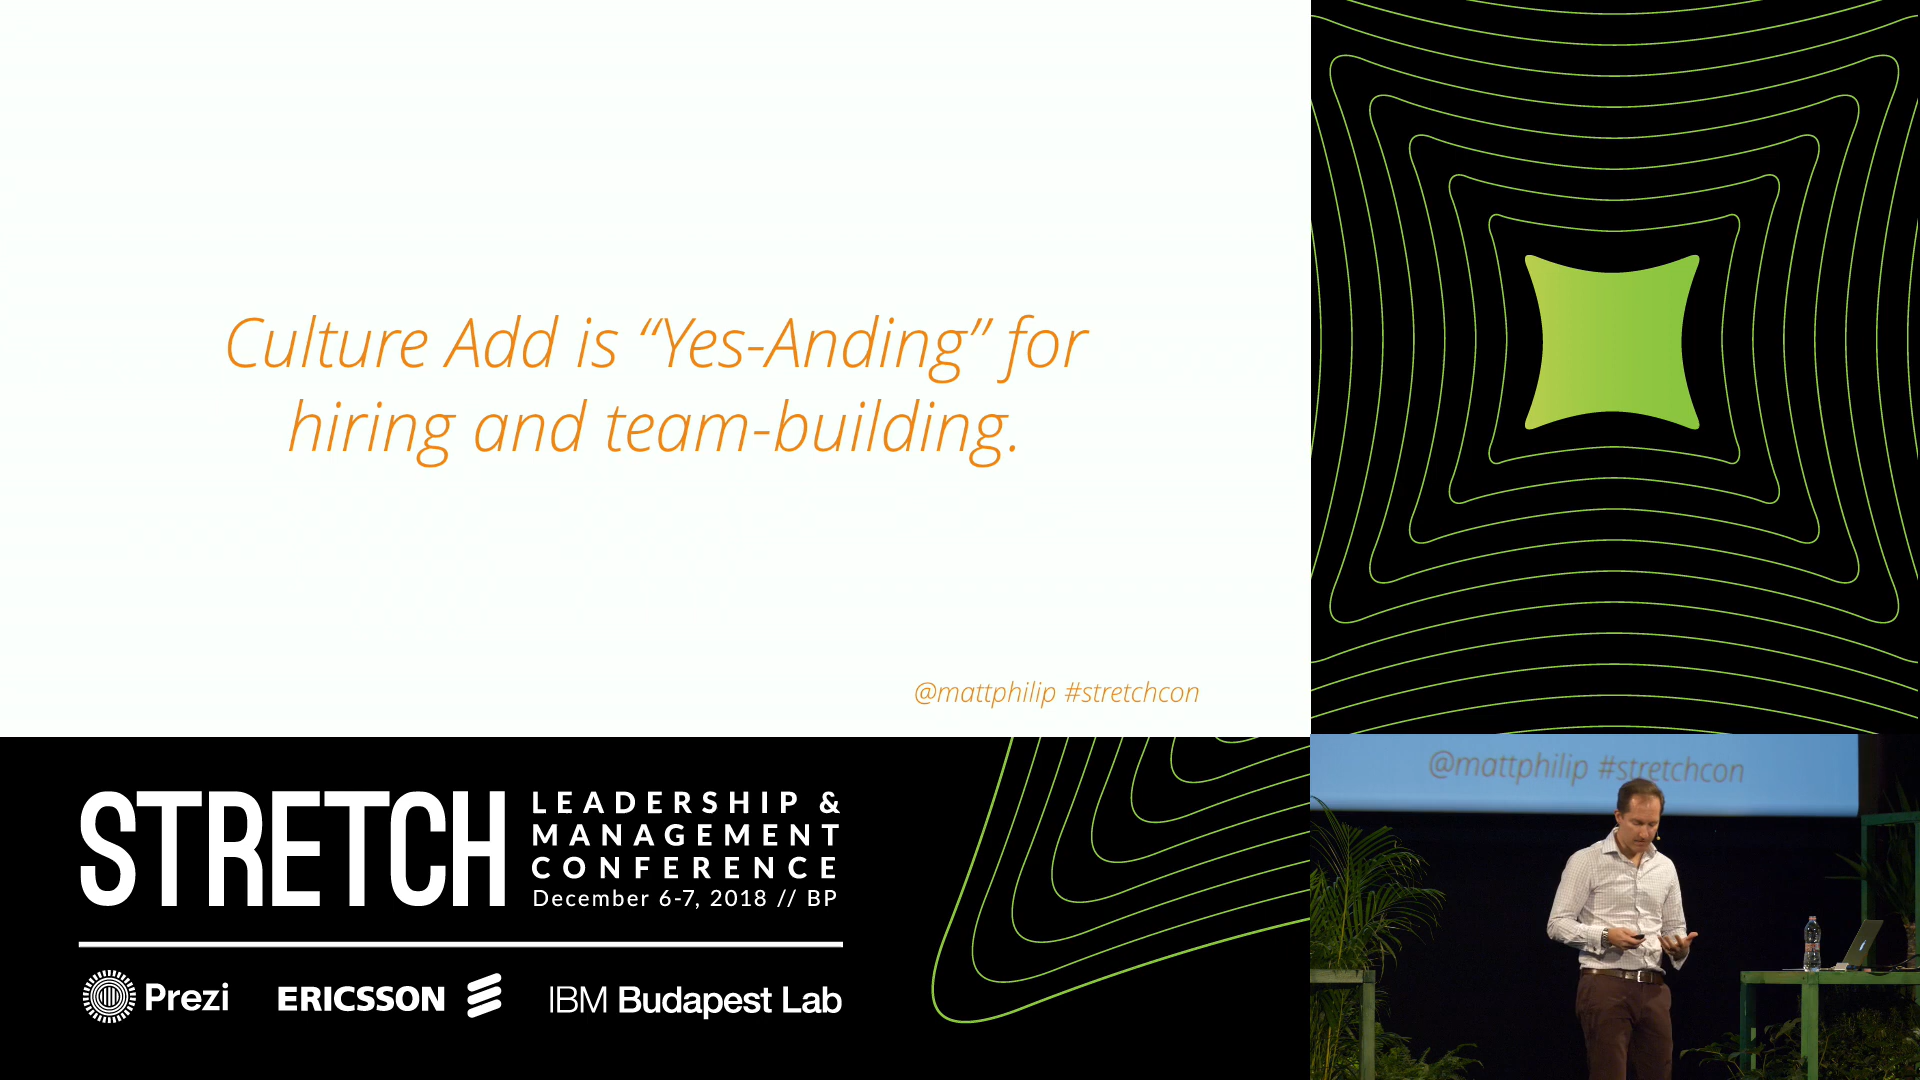 Culture Add is “Yes-Anding” for
hiring and team-building.
@mattphilip #stretchcon
STRETCH
LEADERSHIP &
MANAGEMENT
CONFERENCE
December 6-7, 2018 // BP
Prezi
ERICSSON
IBM Budapest Lab
@mattphilip #stretchcon